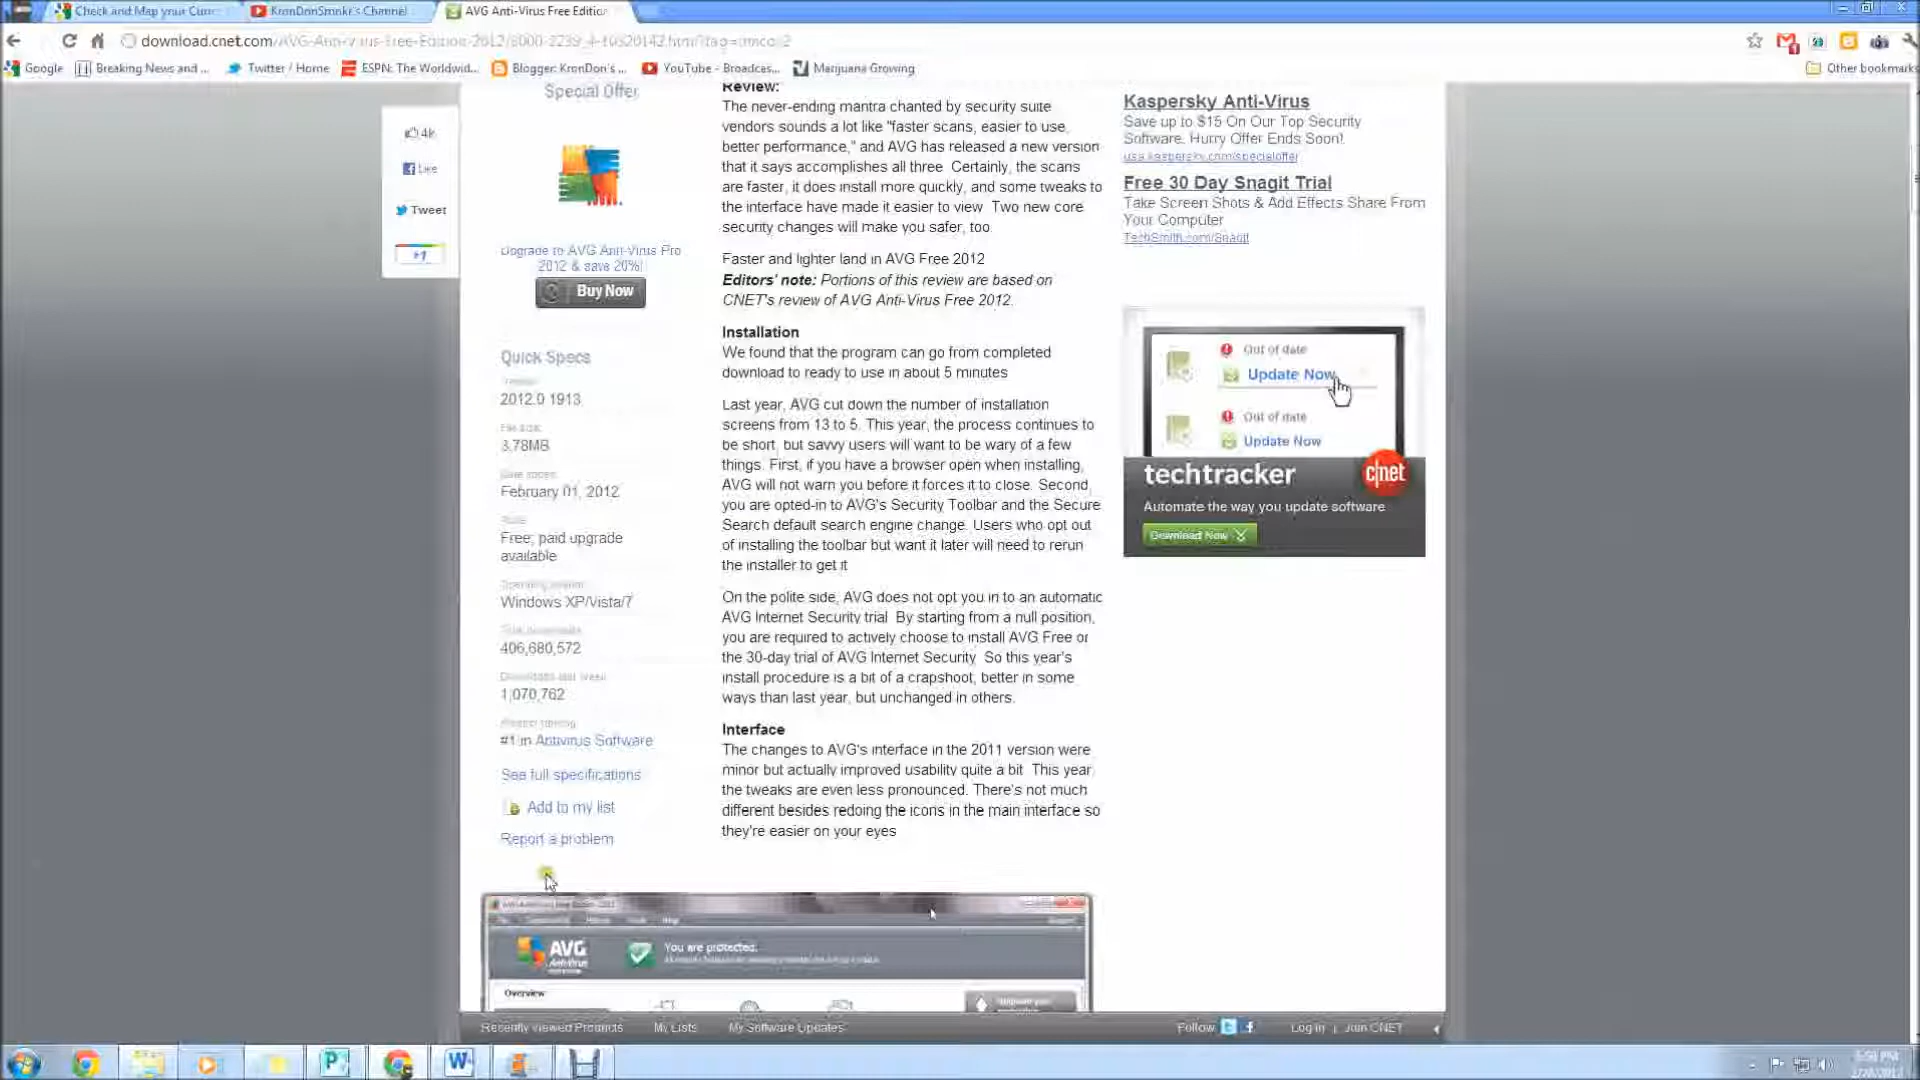 Check and Map your Curre
KronDonSmoke's Channel
AVG Anti-Virus Free Edition
download.cnet.com
Google
Breaking News and ...
Twitter / Home
ESPN: The Worldwid...
Blogger: KronDon's ...
YouTube - Broadcas...
Marijuana Growing
Other bookmarks
Special Offer
4k
Like
Tweet
+1
Upgrade to AVG Anti-Virus Pro
2012 & save 20%!
Buy Now
Quick Specs
Version:
2012.0.1913
File size:
3.78MB
Date added:
February 01, 2012
Price:
Free; paid upgrade
available
Operating system:
Windows XP/Vista/7
Total downloads:
406,680,572
Downloads last week:
1,070,762
Product ranking:
#1 in Antivirus Software
See full specifications
Add to my list
Report a problem
Review:
The never-ending mantra chanted by security suite
vendors sounds a lot like "faster scans, easier to use,
better performance," and AVG has released a new version
that it says accomplishes all three. Certainly, the scans
are faster, it does install more quickly, and some tweaks to
the interface have made it easier to view. Two new core
security changes will make you safer, too.
Faster and lighter land in AVG Free 2012
Editors' note: Portions of this review are based on
CNET's review of AVG Anti-Virus Free 2012.
Installation
We found that the program can go from completed
download to ready to use in about 5 minutes
Last year, AVG cut down the number of installation
screens from 13 to 5. This year, the process continues to
be short, but savvy users will want to be wary of a few
things. First, if you have a browser open when installing,
AVG will not warn you before it forces it to close. Second,
you are opted-in to AVG's Security Toolbar and the Secure
Search default search engine change. Users who opt out
of installing the toolbar but want it later will need to rerun
the installer to get it
On the polite side, AVG does not opt you in to an automatic
AVG Internet Security trial. By starting from a null position,
you are required to actively choose to install AVG Free or
the 30-day trial of AVG Internet Security. So this year's
install procedure is a bit of a crapshoot, better in some
ways than last year, but unchanged in others.
Interface
The changes to AVG's interface in the 2011 version were
minor but actually improved usability quite a bit. This year
the tweaks are even less pronounced. There's not much
different besides redoing the icons in the main interface so
they're easier on your eyes
Kaspersky Anti-Virus
Save up to $15 On Our Top Security
Software. Hurry Offer Ends Soon!
usa.kaspersky.com/specialoffer
Free 30 Day Snagit Trial
Take Screen Shots & Add Effects Share From
Your Computer
TechSmith.com/Snagit
Out of date
Update Now
Out of date
Update Now
techtracker
c|net
Automate the way you update software
Download Now
AVG
Anti-Virus
You are protected.
Overview
Recently Viewed Products
My Lists
My Software Updates
Follow
Log In | Join CNET